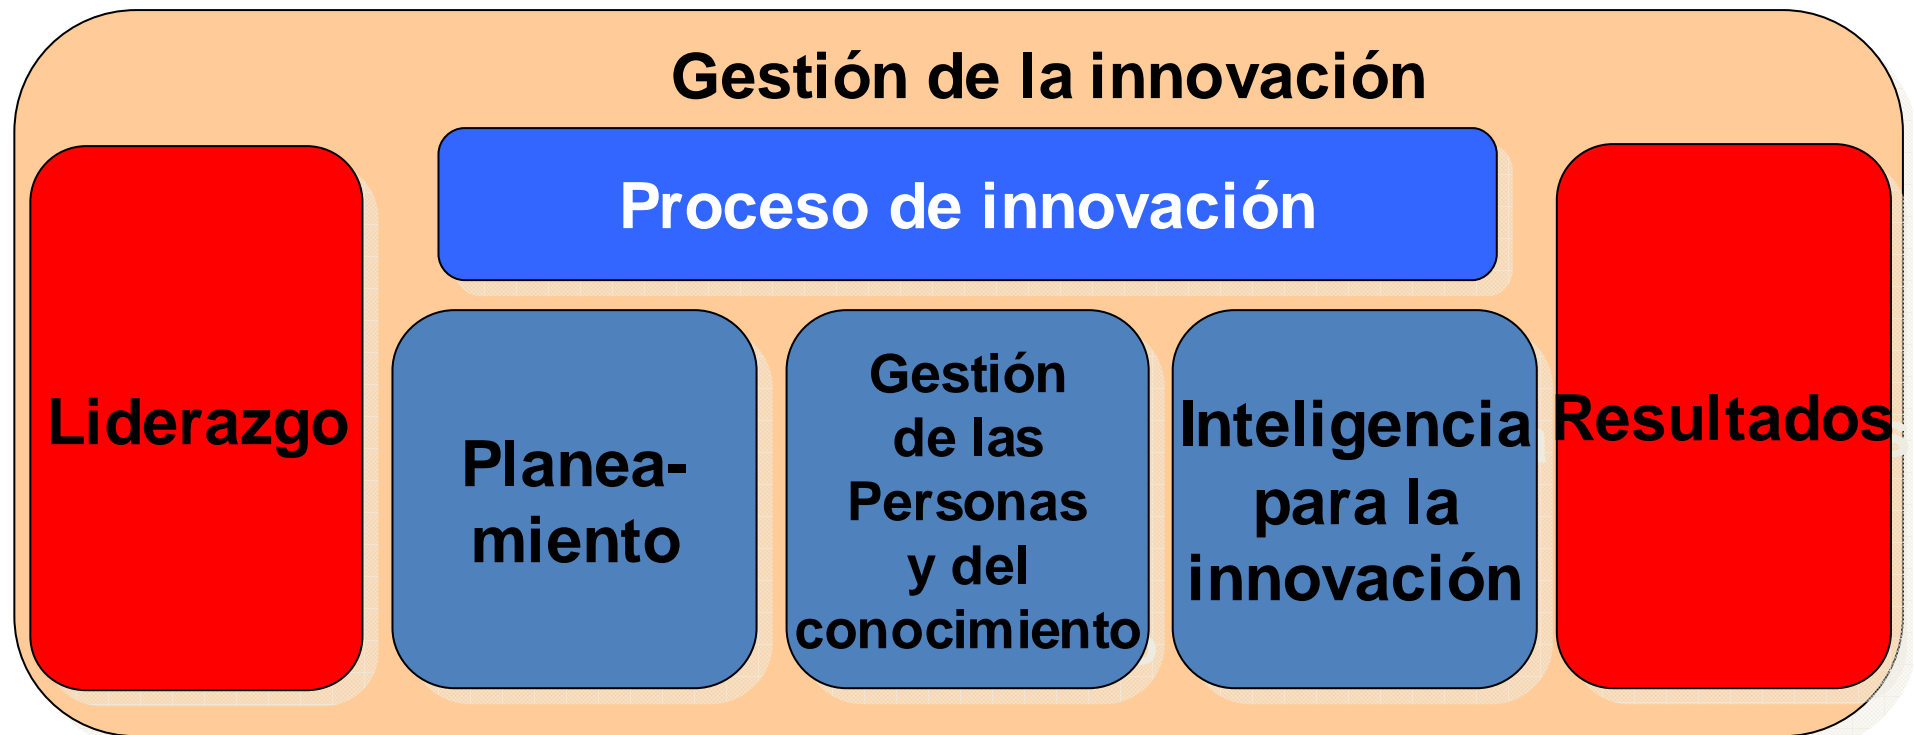 Gestión de la innovación
Proceso de innovación
Liderazgo
Planea-
miento
Gestión
de las
Personas
y del
conocimiento
Inteligencia
para la
innovación
Resultados